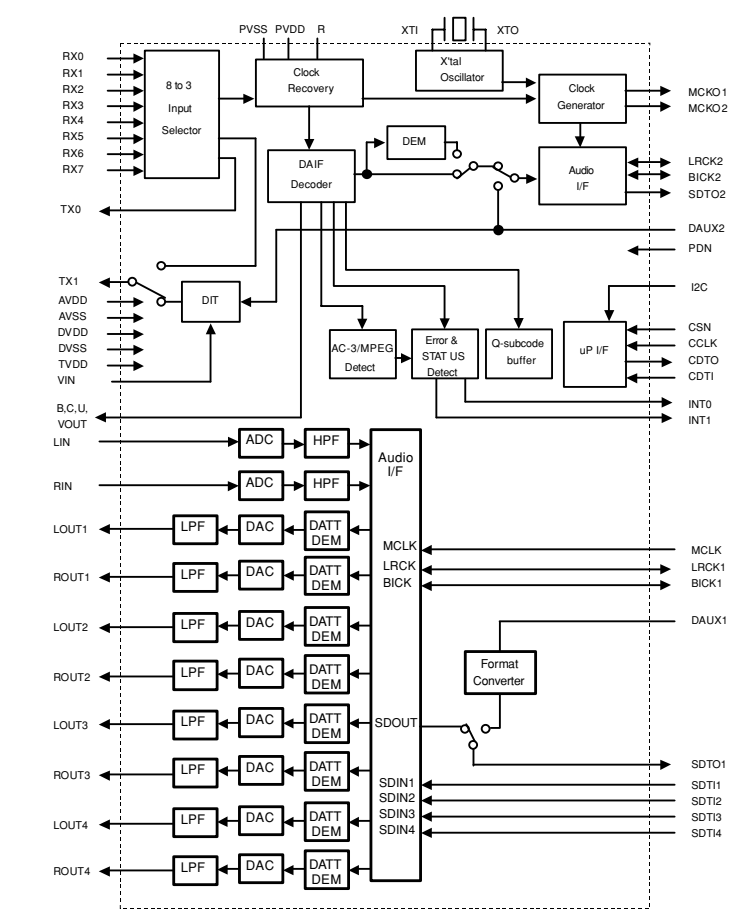 PVSS PVDD R
XTI XTO
RX0
RX1
RX2
RX3
RX4
RX5
RX6
RX7
8 to 3
Input
Selector
Clock
Recovery
X'tal
Oscillator
Clock
Generator
MCKO1
MCKO2
DAIF
Decoder
DEM
Audio
I/F
LRCK2
BICK2
SDTO2
TX0
DAUX2
PDN
TX1
AVDD
AVSS
DVDD
DVSS
TVDD
VIN
DIT
I2C
AC-3/MPEG
Detect
Error &
STAT US
Detect
Q-subcode
buffer
uP I/F
CSN
CCLK
CDTO
CDTI
INT0
INT1
B,C,U,
VOUT
LIN
ADC
HPF
Audio
I/F
RIN
ADC
HPF
LOUT1
LPF
DAC
DATT
DEM
MCLK
MCLK
ROUT1
LPF
DAC
DATT
DEM
LRCK
BICK
LRCK1
BICK1
LOUT2
LPF
DAC
DATT
DEM
DAUX1
ROUT2
LPF
DAC
DATT
DEM
Format
Converter
LOUT3
LPF
DAC
DATT
DEM
SDOUT
ROUT3
LPF
DAC
DATT
DEM
SDTO1
SDIN1
SDIN2
SDIN3
SDIN4
SDTI1
SDTI2
SDTI3
SDTI4
LOUT4
LPF
DAC
DATT
DEM
ROUT4
LPF
DAC
DATT
DEM